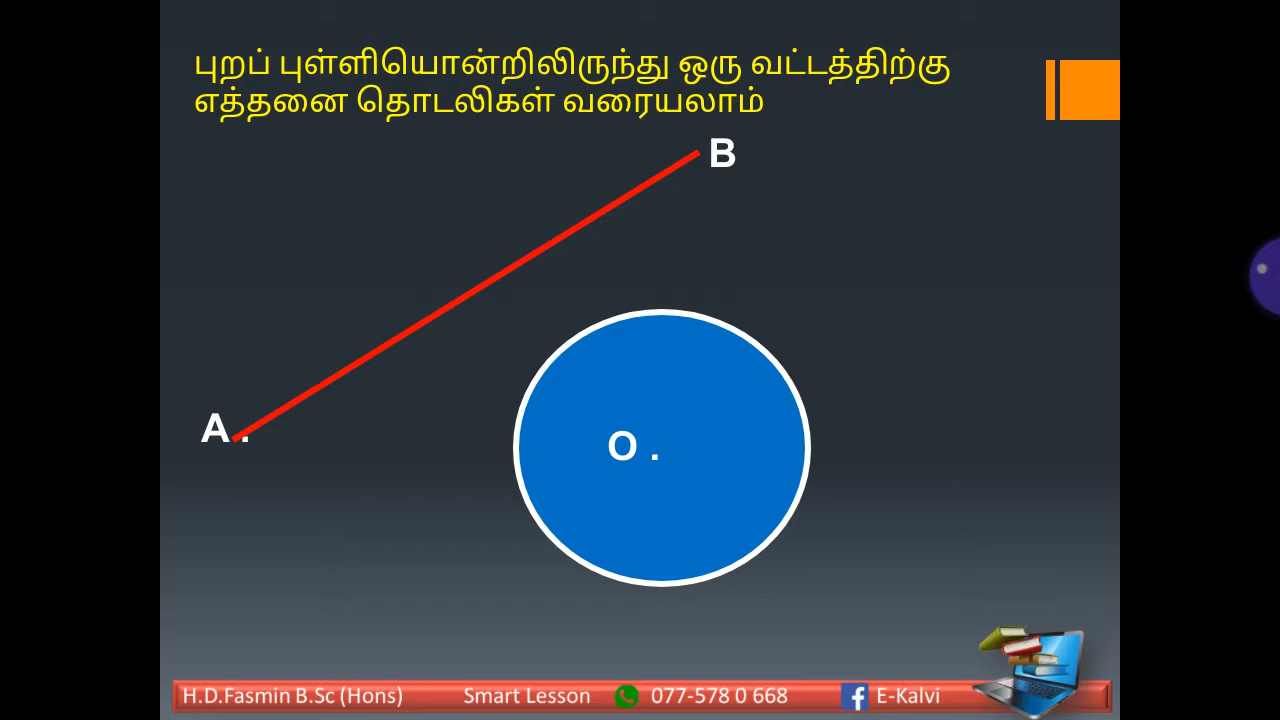 புறப் புள்ளியொன்றிலிருந்து ஒரு வட்டத்திற்கு
எத்தனை தொடலிகள் வரையலாம்
B
A .
O .
H.D.Fasmin B.Sc (Hons) Smart Lesson 077-578 0 668 E-Kalvi